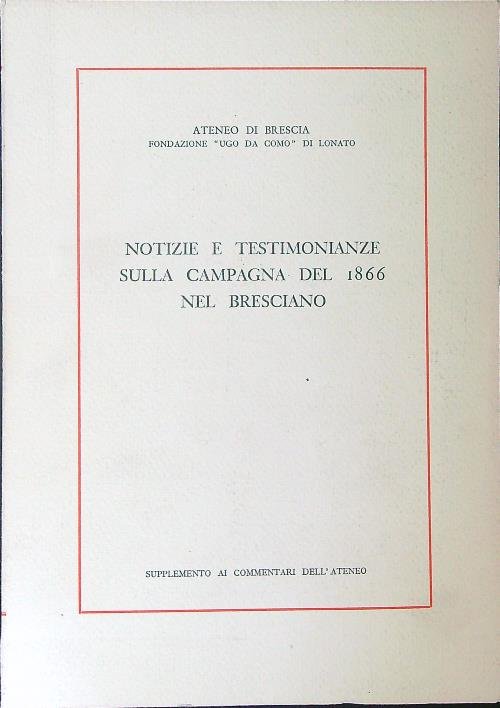 ATENEO DI BRESCIA
FONDAZIONE "UGO DA COMO" DI LONATO
NOTIZIE E TESTIMONIANZE
SULLA CAMPAGNA DEL 1866
NEL BRESCIANO
SUPPLEMENTO AI COMMENTARI DELL'ATENEO